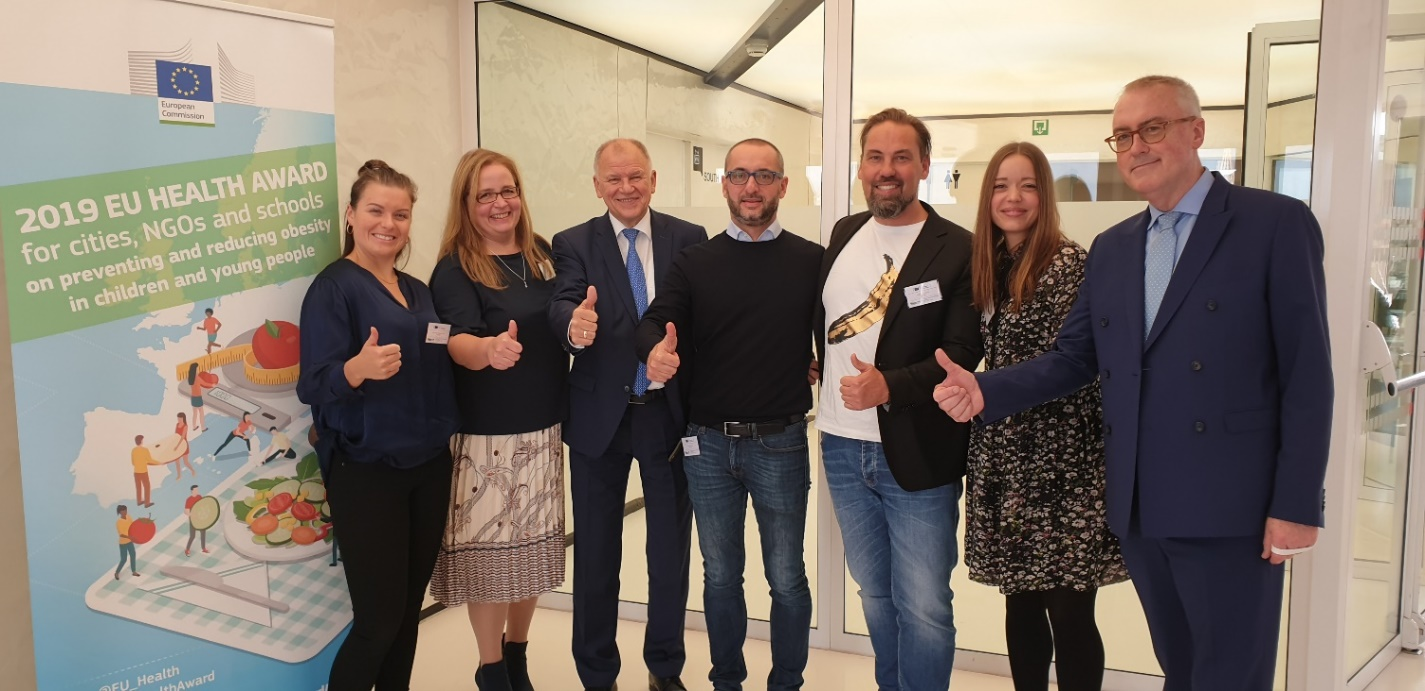 European
Commission
2019 EU HEALTH AWARD
for cities, NGOs and schools
on preventing and reducing obesity
in children and young people
@EU_Health
SOUTH